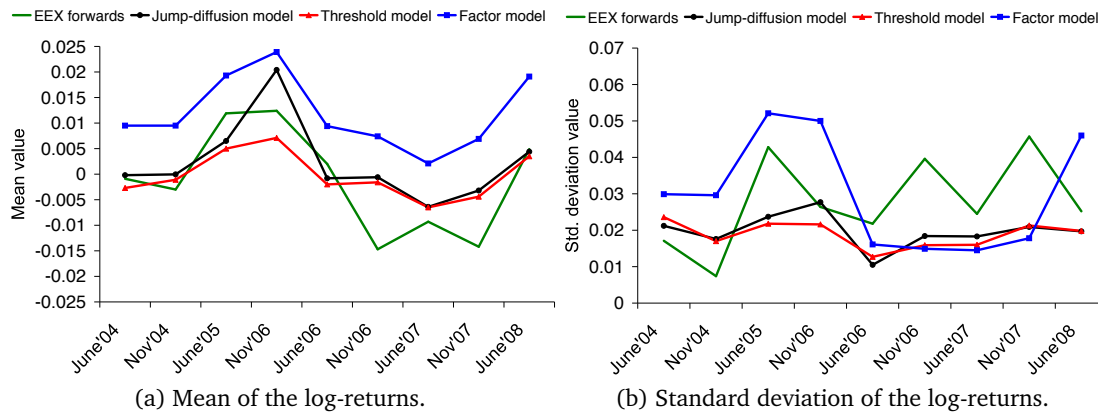 EEX forwards Jump-diffusion model Threshold model Factor model
Mean value
0.025
0.02
0.015
0.01
0.005
0
-0.005
-0.01
-0.015
-0.02
-0.025
June'04 Nov'04 June'05 Nov'06 June'06 Nov'06 June'07 Nov'07 June'08
(a) Mean of the log-returns.
EEX forwards Jump-diffusion model Threshold model Factor model
Std. deviation value
0.07
0.06
0.05
0.04
0.03
0.02
0.01
0
June'04 Nov'04 June'05 Nov'06 June'06 Nov'06 June'07 Nov'07 June'08
(b) Standard deviation of the log-returns.